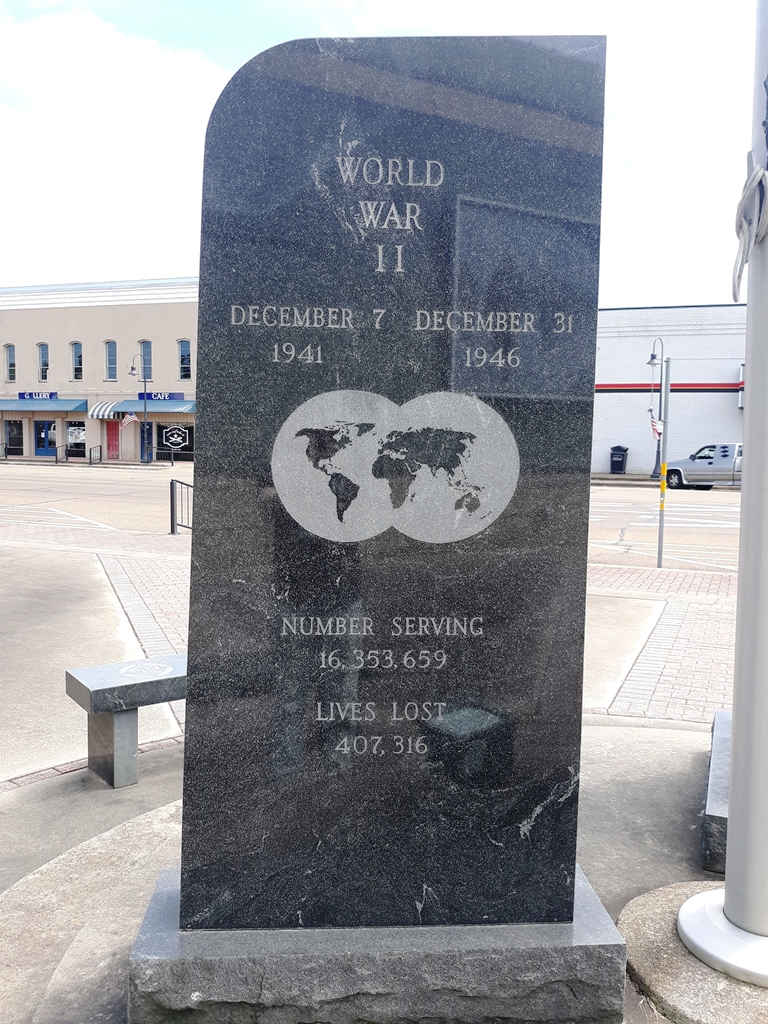 WORLD
WAR
II
DECEMBER 7 DECEMBER 31
1941 1946
G LLERY
CAFE
NUMBER SERVING
16,353,659
LIVES LOST
407,316